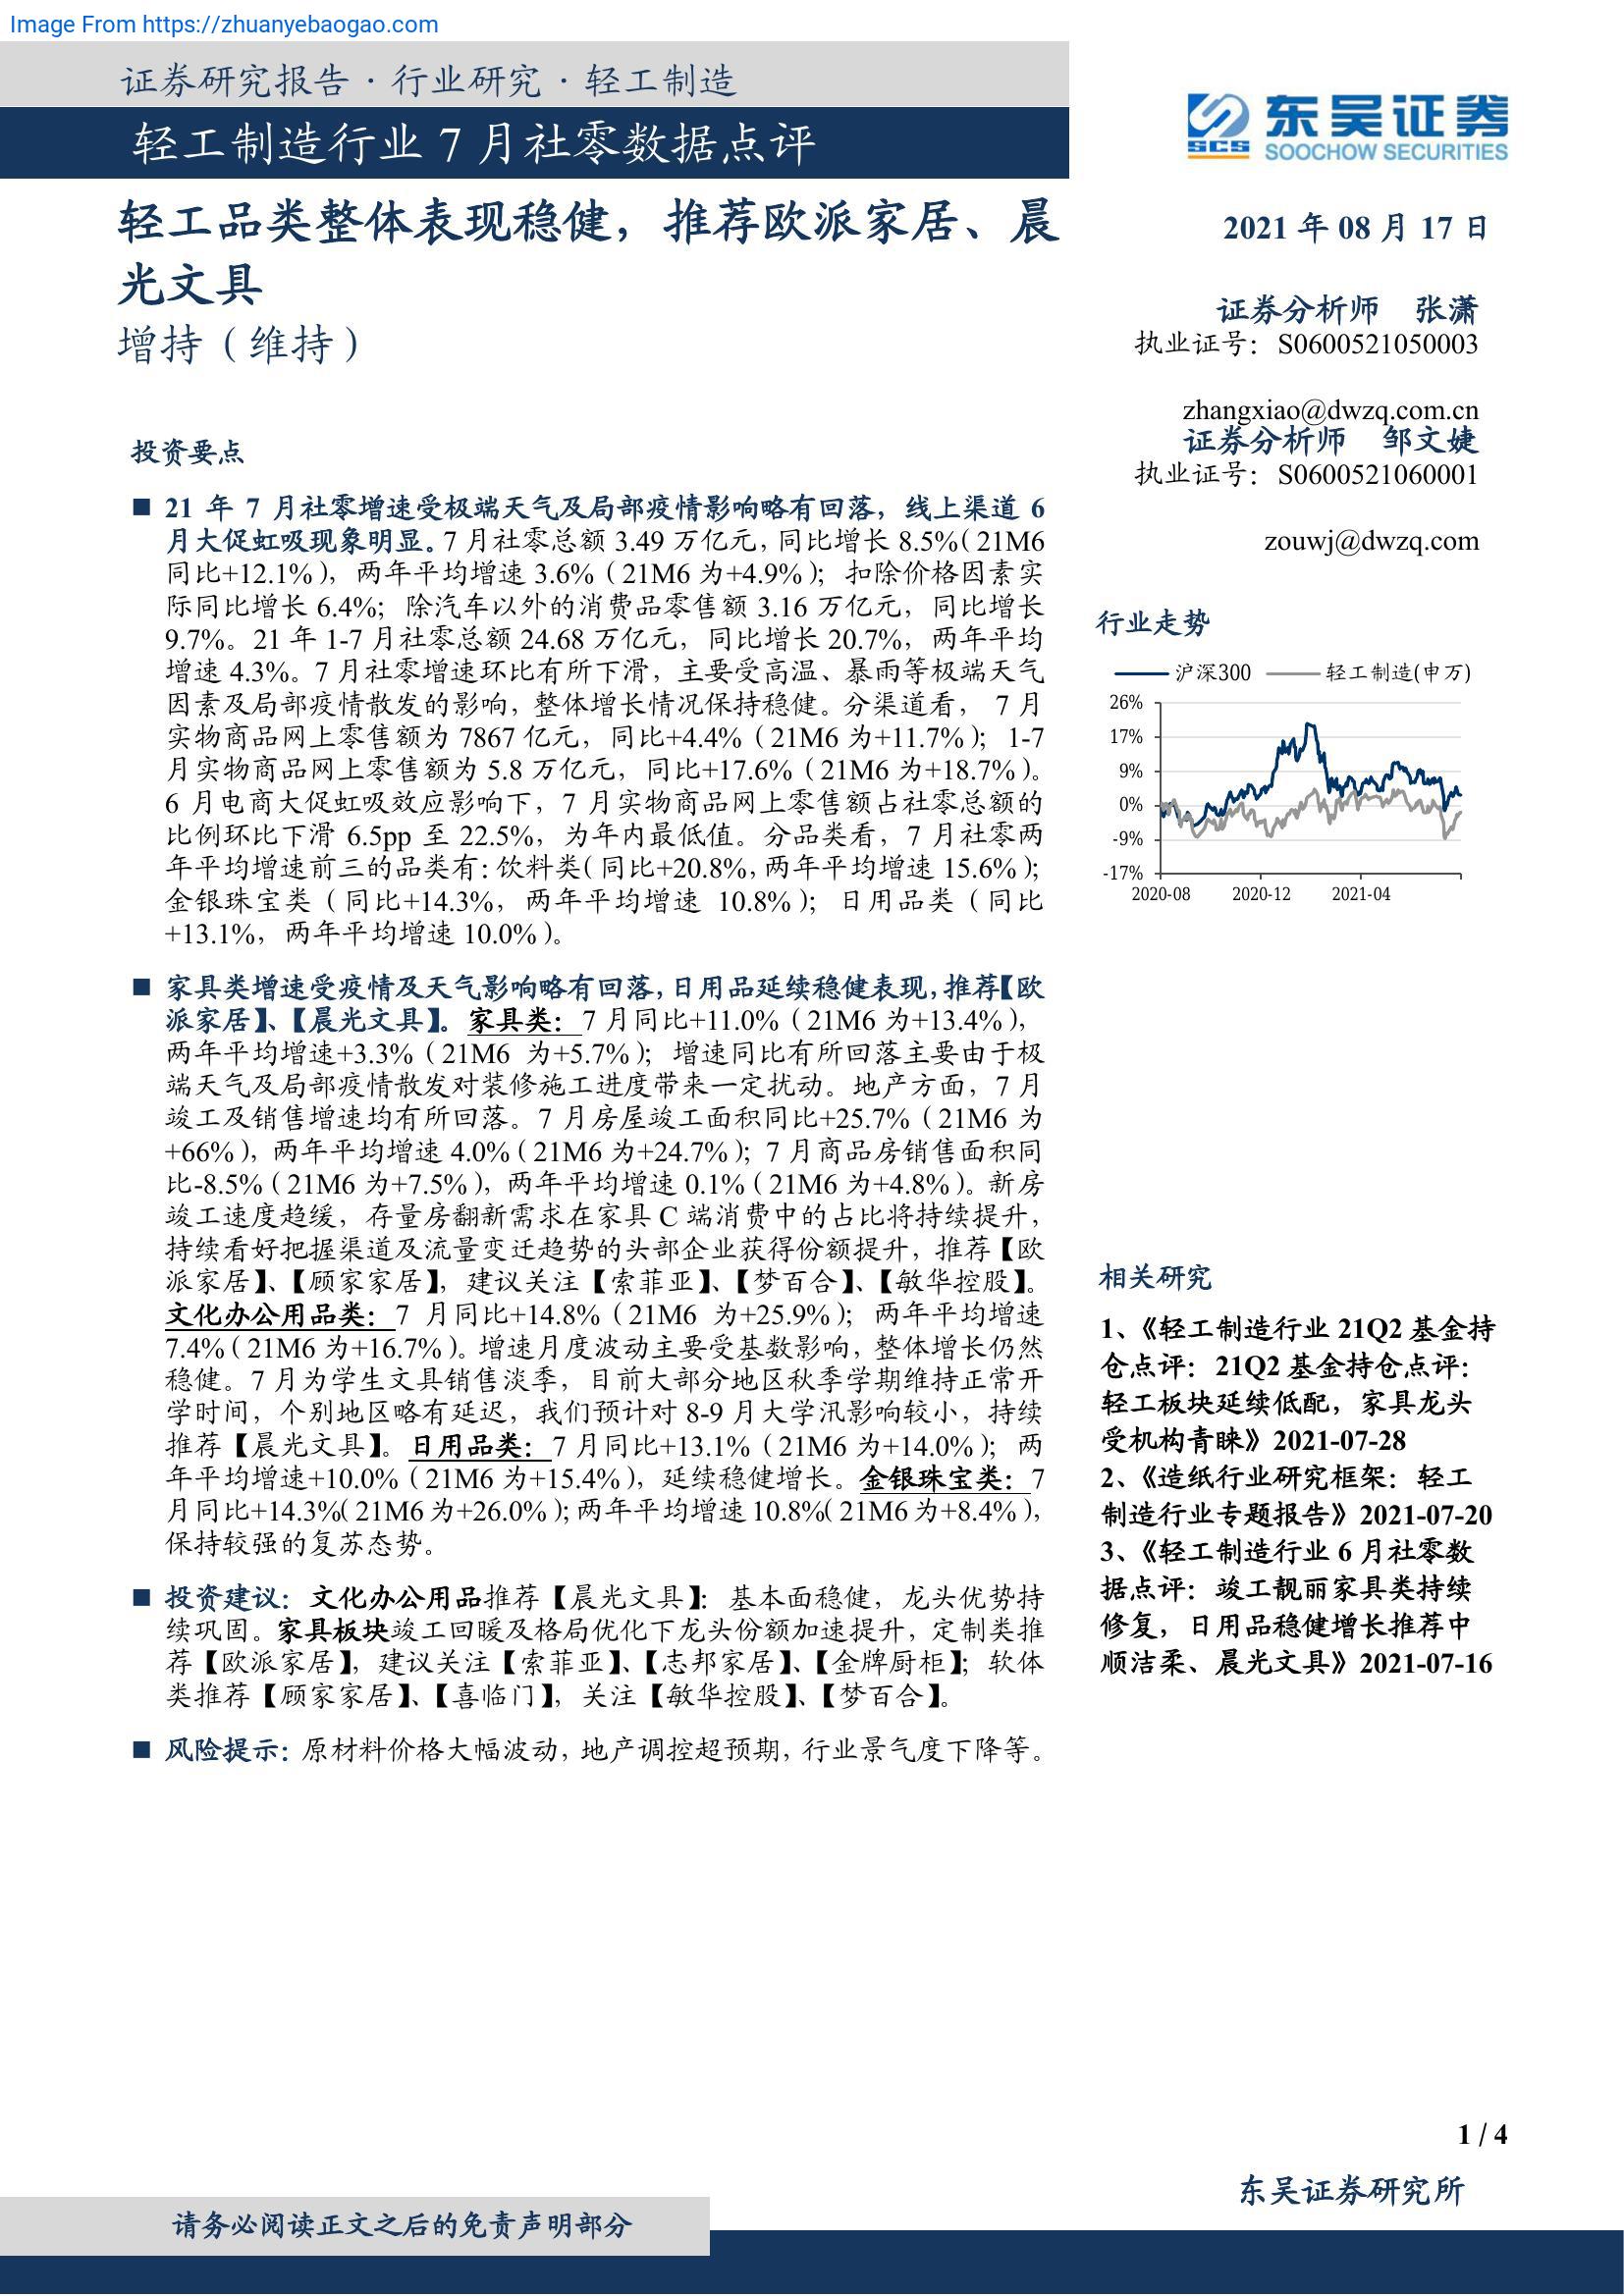 Image From https://zhuanyebaogao.com
证券研究报告 · 行业研究 · 轻工制造
轻工制造行业 7 月社零数据点评
东吴证券
SCS SOOCHOW SECURITIES
轻工品类整体表现稳健，推荐欧派家居、晨
光文具
增持（维持）
2021 年 08 月 17 日
证券分析师 张潇
执业证号：S0600521050003
zhangxiao@dwzq.com.cn
证券分析师 邹文婕
执业证号：S0600521060001
zouwj@dwzq.com
投资要点
■ 21 年 7 月社零增速受极端天气及局部疫情影响略有回落，线上渠道 6
月大促虹吸现象明显。7 月社零总额 3.49 万亿元，同比增长 8.5%（21M6
同比+12.1%），两年平均增速 3.6%（21M6 为+4.9%）；扣除价格因素实
际同比增长 6.4%；除汽车以外的消费品零售额 3.16 万亿元，同比增长
9.7%。21 年 1-7 月社零总额 24.68 万亿元，同比增长 20.7%，两年平均
增速 4.3%。7 月社零增速环比有所下滑，主要受高温、暴雨等极端天气
因素及局部疫情散发的影响，整体增长情况保持稳健。分渠道看， 7 月
实物商品网上零售额为 7867 亿元，同比+4.4%（21M6 为+11.7%）；1-7
月实物商品网上零售额为 5.8 万亿元，同比+17.6%（21M6 为+18.7%）。
6 月电商大促虹吸效应影响下，7 月实物商品网上零售额占社零总额的
比例环比下滑 6.5pp 至 22.5%，为年内最低值。分品类看，7 月社零两
年平均增速前三的品类有：饮料类（同比+20.8%，两年平均增速 15.6%）；
金银珠宝类（同比+14.3%，两年平均增速 10.8%）；日用品类（同比
+13.1%，两年平均增速 10.0%）。
■ 家具类增速受疫情及天气影响略有回落，日用品延续稳健表现，推荐【欧
派家居】、【晨光文具】。家具类：7 月同比+11.0%（21M6 为+13.4%），
两年平均增速+3.3%（21M6 为+5.7%）；增速同比有所回落主要由于极
端天气及局部疫情散发对装修施工进度带来一定扰动。地产方面，7 月
竣工及销售增速均有所回落。7 月房屋竣工面积同比+25.7%（21M6 为
+66%），两年平均增速 4.0%（21M6 为+24.7%）；7 月商品房销售面积同
比-8.5%（21M6 为+7.5%），两年平均增速 0.1%（21M6 为+4.8%）。新房
竣工速度趋缓，存量房翻新需求在家具 C 端消费中的占比将持续提升，
持续看好把握渠道及流量变迁趋势的头部企业获得份额提升，推荐【欧
派家居】、【顾家家居】，建议关注【索菲亚】、【梦百合】、【敏华控股】。
文化办公用品类：7 月同比+14.8%（21M6 为+25.9%）；两年平均增速
7.4%（21M6 为+16.7%）。增速月度波动主要受基数影响，整体增长仍然
稳健。7 月为学生文具销售淡季，目前大部分地区秋季学期维持正常开
学时间，个别地区略有延迟，我们预计对 8-9 月大学汛影响较小，持续
推荐【晨光文具】。日用品类：7 月同比+13.1%（21M6 为+14.0%）；两
年平均增速+10.0%（21M6 为+15.4%），延续稳健增长。金银珠宝类：7
月同比+14.3%（21M6 为+26.0%）；两年平均增速 10.8%（21M6 为+8.4%），
保持较强的复苏态势。
■ 投资建议：文化办公用品推荐【晨光文具】：基本面稳健，龙头优势持
续巩固。家具板块竣工回暖及格局优化下龙头份额加速提升，定制类推
荐【欧派家居】，建议关注【索菲亚】、【志邦家居】、【金牌厨柜】；软体
类推荐【顾家家居】、【喜临门】，关注【敏华控股】、【梦百合】。
■ 风险提示：原材料价格大幅波动，地产调控超预期，行业景气度下降等。
行业走势
沪深300 轻工制造(申万)
26%
17%
9%
0%
-9%
-17%
2020-08 2020-12 2021-04
相关研究
1、《轻工制造行业 21Q2 基金持
仓点评：21Q2 基金持仓点评：
轻工板块延续低配，家具龙头
受机构青睐》2021-07-28
2、《造纸行业研究框架：轻工
制造行业专题报告》2021-07-20
3、《轻工制造行业 6 月社零数
据点评：竣工靓丽家具类持续
修复，日用品稳健增长推荐中
顺洁柔、晨光文具》2021-07-16
1 / 4
东吴证券研究所
请务必阅读正文之后的免责声明部分